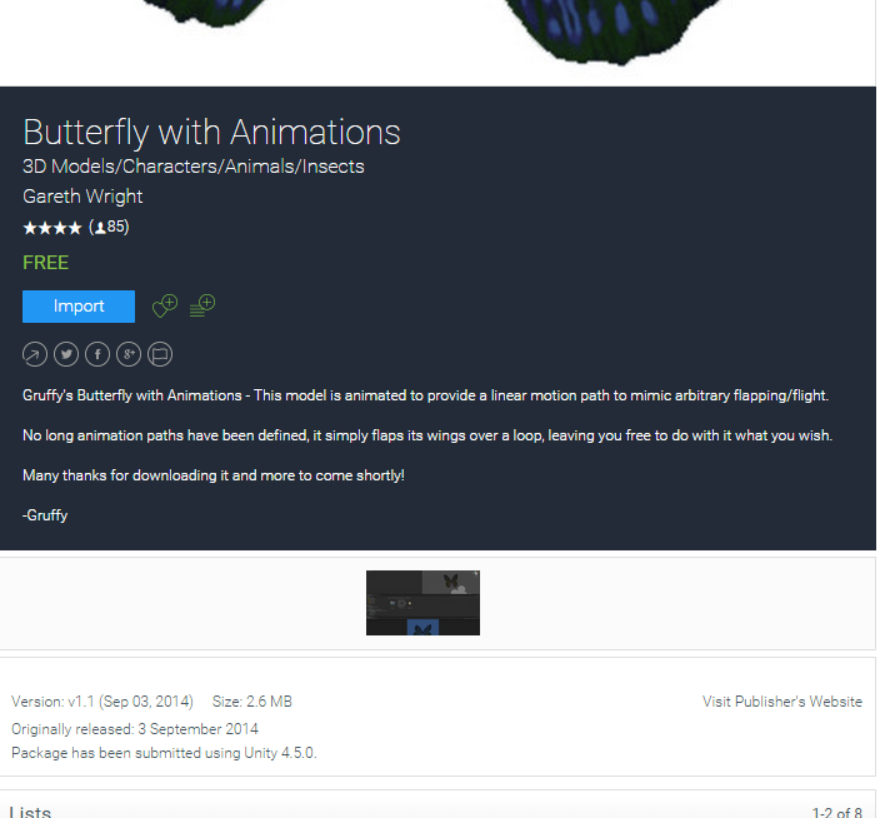 Butterfly with Animations
3D Models/Characters/Animals/Insects
Gareth Wright
★★★★ (85)
FREE
Import
Gruffy's Butterfly with Animations - This model is animated to provide a linear motion path to mimic arbitrary flapping/flight.
No long animation paths have been defined, it simply flaps its wings over a loop, leaving you free to do with it what you wish.
Many thanks for downloading it and more to come shortly!
-Gruffy
Version: v1.1 (Sep 03, 2014) Size: 2.6 MB Visit Publisher's Website
Originally released: 3 September 2014
Package has been submitted using Unity 4.5.0.
Lists 1-2 of 8